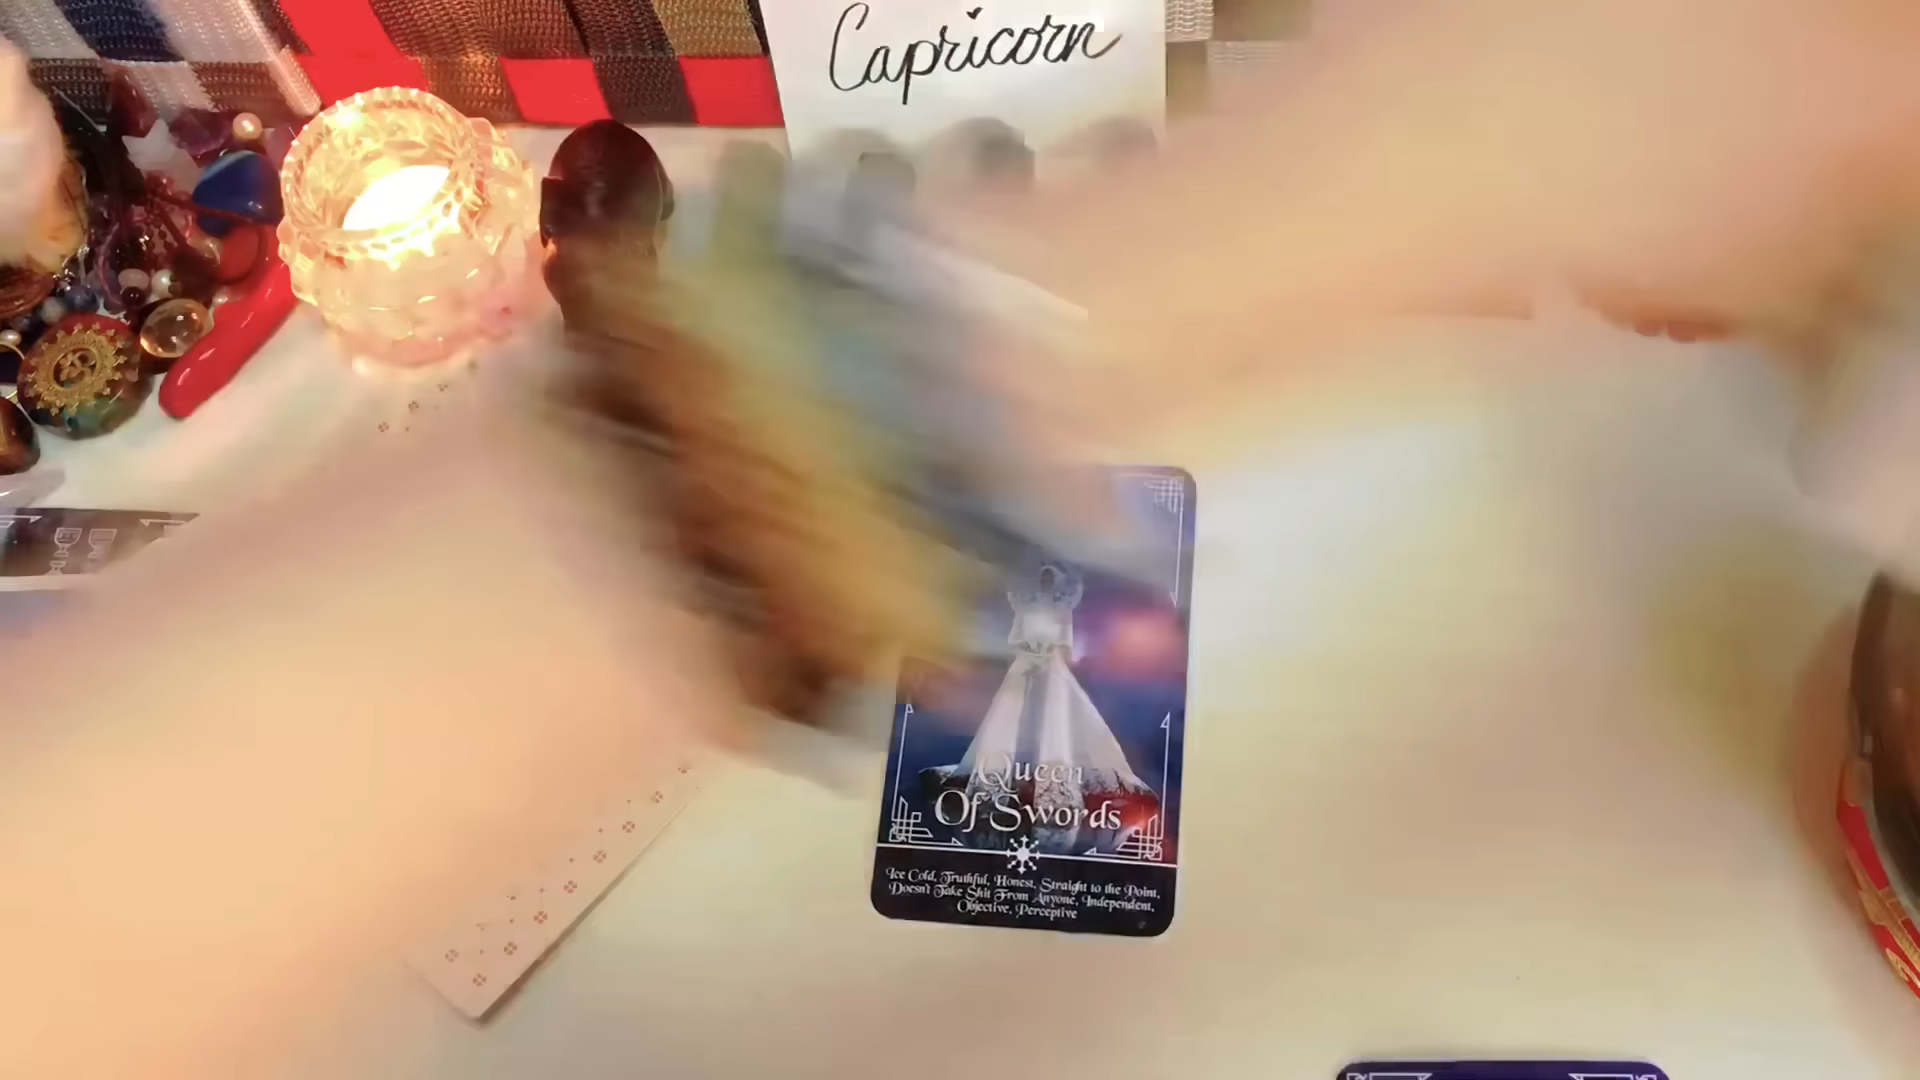 Capricorn
Queen
Of Swords
Ice Cold, Truthful, Honest, Straight to the Point,
Doesn't Take Shit From Anyone, Independent,
Objective, Perceptive